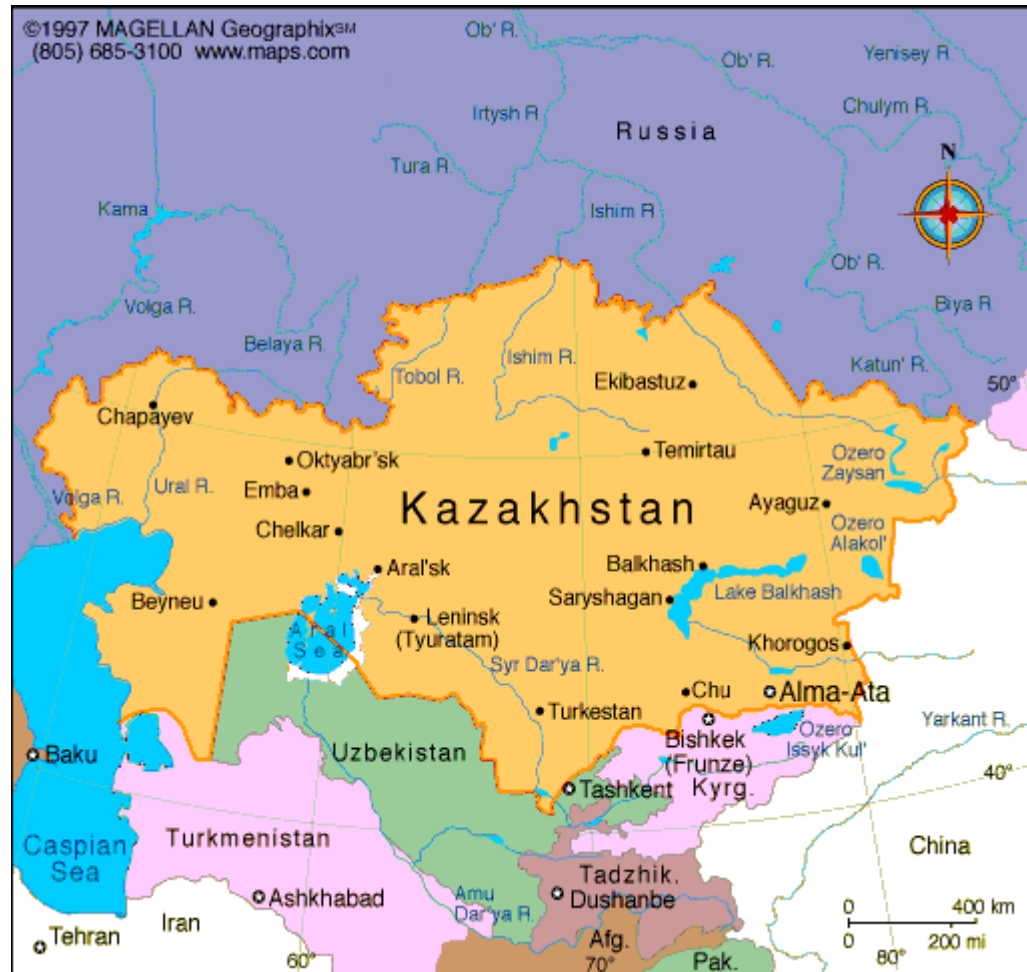 ©1997 MAGELLAN Geographix℠
(805) 685-3100 www.maps.com
Ob' R.
Ob' R.
Yenisey R.
Chulym R.
Irtysh R.
Russia
N
Tura R.
Kama
Ishim R.
Ob' R.
Volga R.
Biya R.
Belaya R.
Ishim R.
Tobol R.
Katun' R.
50°
Ekibastuz
Chapayev
Temirtau
Ozero
Zaysan
Oktyabr'sk
Volga R.
Ural R.
Emba
Kazakhstan
Ayaguz
Chelkar
Ozero
Alakol'
Aral'sk
Balkhash
Lake Balkhash
Beyneu
Saryshagan
Leninsk
(Tyuratam)
Aral
Sea
Khorogos
Syr Dar'ya R.
Chu
Alma-Ata
Turkestan
Yarkant R.
Ozero
Issyk Kul'
Bishkek
(Frunze)
Kyrg.
Baku
Uzbekistan
40°
Tashkent
Turkmenistan
Caspian
Sea
China
Tadzhik.
Dushanbe
Ashkhabad
Amu
Dar'ya R.
Iran
0 400 km
0 200 mi
Tehran
Afg.
Pak.
60°
70°
80°